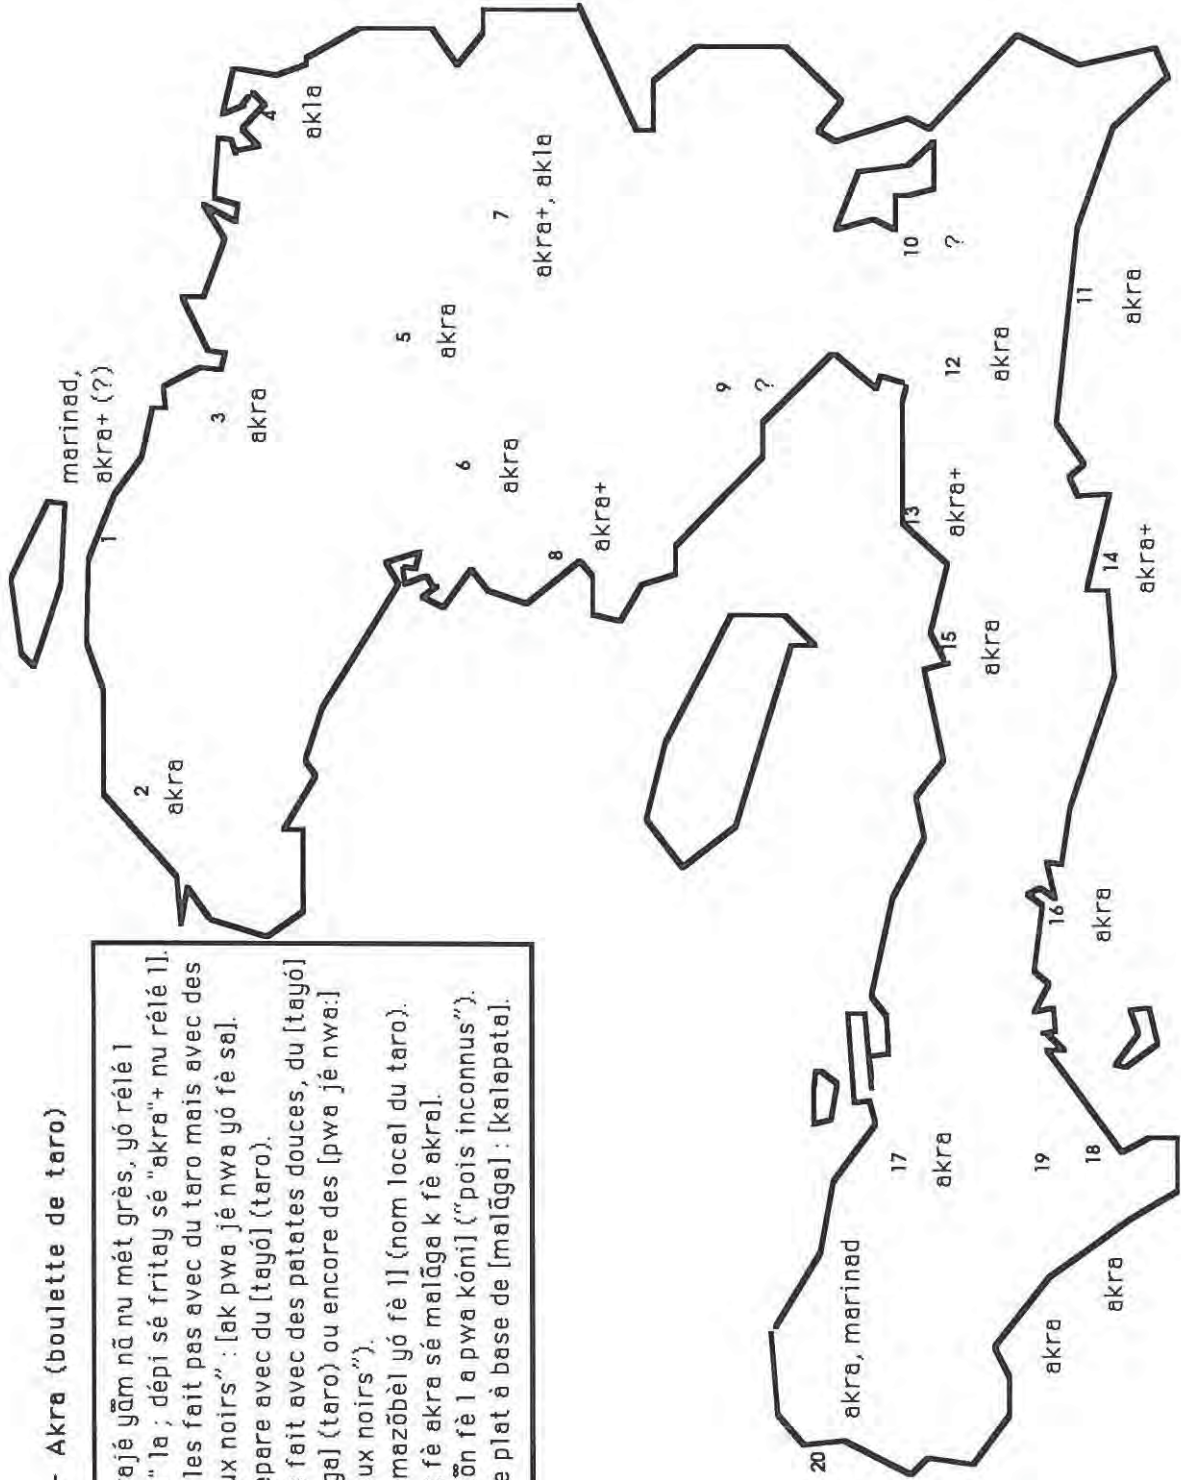 - Akra (boulette de taro)
rajé yãm nã nu mét grès, yó rélé l
" la ; dépi sé fritay sé "akra"+ nu rélé l].
les fait pas avec du taro mais avec des
ux noirs" : [ak pwa jé nwa yó fè sa].
epare avec du [tayó] (taro).
fait avec des patates douces, du [tayó]
ga] (taro) ou encore des [pwa jé nwa:]
ux noirs").
mazõbèl yó fè l] (nom local du taro).
fè akra sé malãga k fè akra].
õn fè l a pwa kóni] ("pois inconnus").
e plat à base de [malãga] : [kalapata].
marinad,
akra+ (?)
1
2
akra
3
akra
4
akla
5
akra
6
akra
7
akra+, akla
8
akra+
9
?
10
?
11
akra
12
akra
13
akra+
14
akra+
15
akra
16
akra
17
akra
18
akra
19
akra
20
akra, marinad